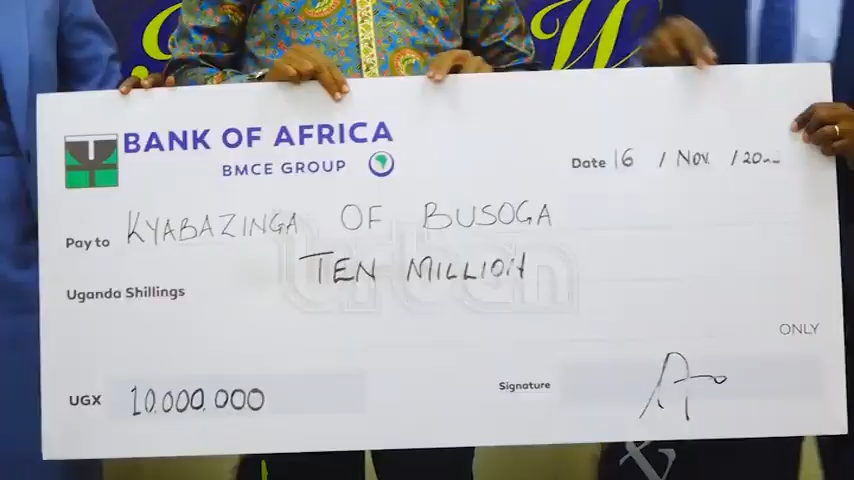 BANK OF AFRICA
BMCE GROUP
Date 16 / Nov. / 20
Pay to KYABAZINGA OF BUSOGA
TEN MILLION
Urban
Uganda Shillings
ONLY
UGX 10,000,000
Signature